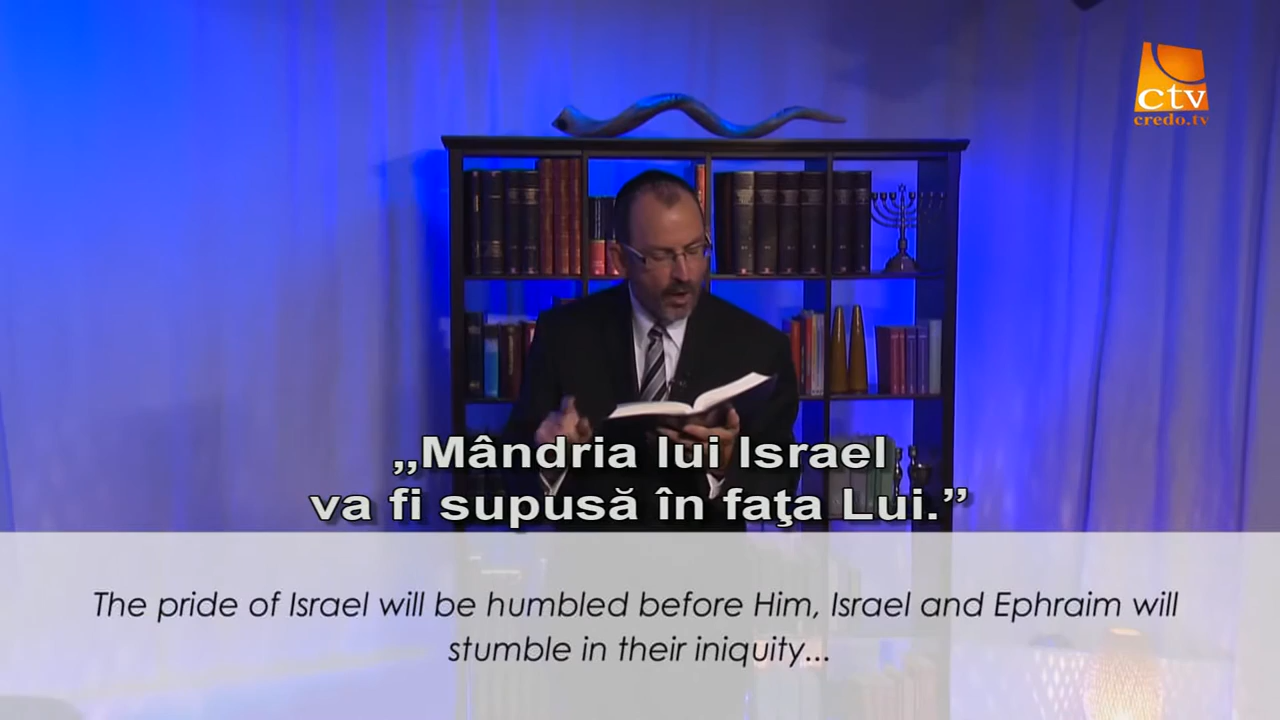 ctv
credo.tv
„Mândria lui Israel
va fi supusă în faţa Lui.”
The pride of Israel will be humbled before Him, Israel and Ephraim will
stumble in their iniquity...